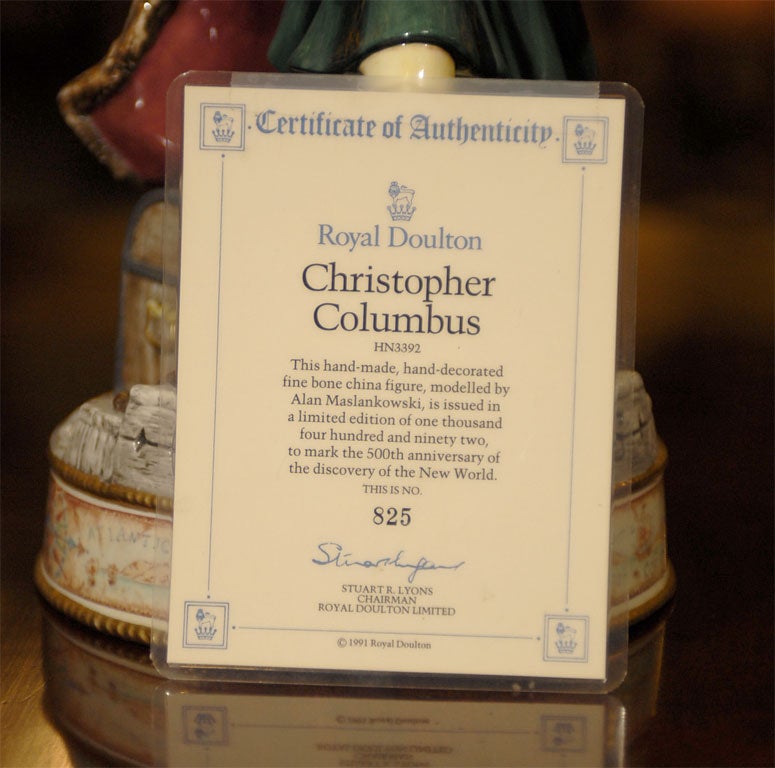 Certificate of Authenticity
Royal Doulton
Christopher
Columbus
HN3392
This hand-made, hand-decorated
fine bone china figure, modelled by
Alan Maslankowski, is issued in
a limited edition of one thousand
four hundred and ninety two,
to mark the 500th anniversary of
the discovery of the New World.
THIS IS NO.
825
STUART R. LYONS
CHAIRMAN
ROYAL DOULTON LIMITED
© 1991 Royal Doulton
ATLANTIC